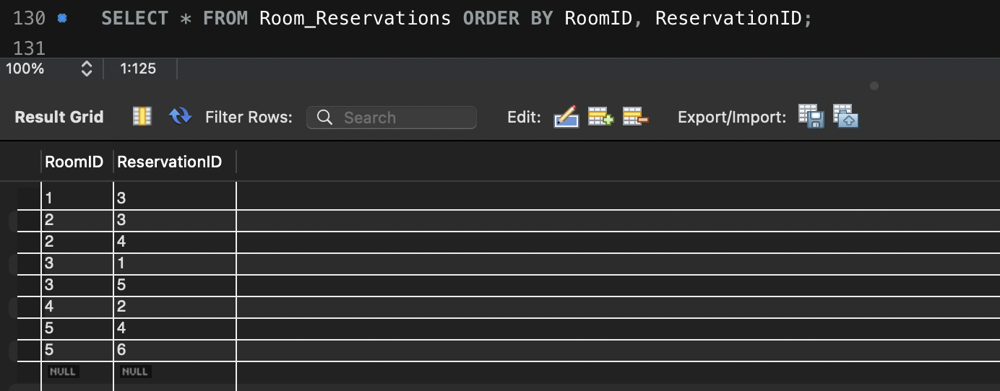 130 SELECT * FROM Room_Reservations ORDER BY RoomID, ReservationID;
131
100% 1:125
Result Grid Filter Rows: Search Edit: Export/Import:
RoomID ReservationID
1 3
2 3
2 4
3 1
3 5
4 2
5 4
5 6
NULL NULL